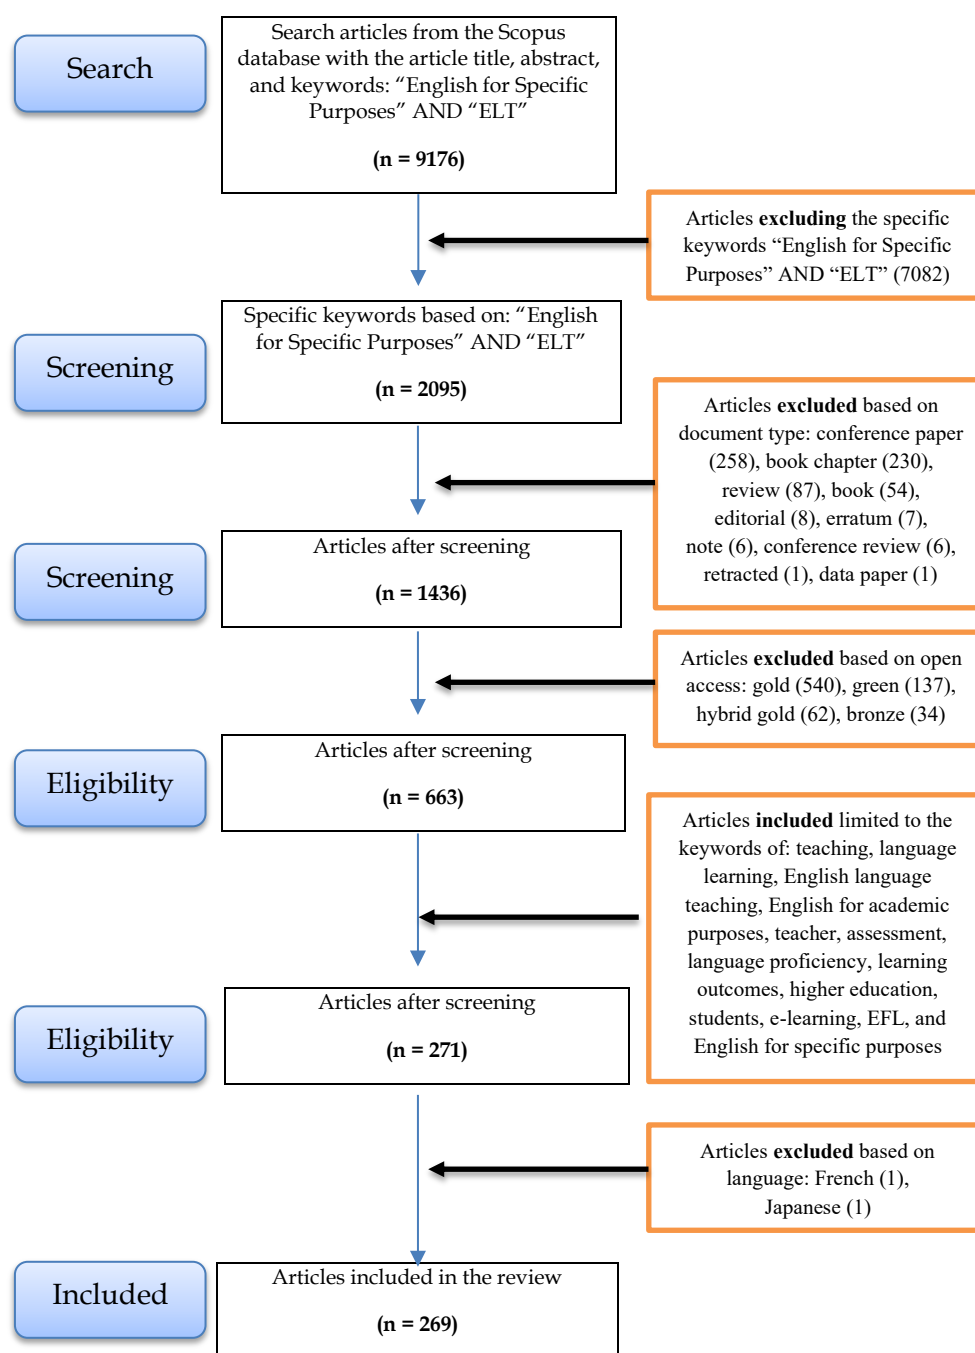 Search
Search articles from the Scopus
database with the article title, abstract,
and keywords: “English for Specific
Purposes” AND “ELT”
(n = 9176)
Articles excluding the specific
keywords “English for Specific
Purposes” AND “ELT” (7082)
Screening
Specific keywords based on: “English
for Specific Purposes” AND “ELT”
(n = 2095)
Articles excluded based on
document type: conference paper
(258), book chapter (230),
review (87), book (54),
editorial (8), erratum (7),
note (6), conference review (6),
retracted (1), data paper (1)
Screening
Articles after screening
(n = 1436)
Articles excluded based on open
access: gold (540), green (137),
hybrid gold (62), bronze (34)
Eligibility
Articles after screening
(n = 663)
Articles included limited to the
keywords of: teaching, language
learning, English language
teaching, English for academic
purposes, teacher, assessment,
language proficiency, learning
outcomes, higher education,
students, e-learning, EFL, and
English for specific purposes
Eligibility
Articles after screening
(n = 271)
Articles excluded based on
language: French (1),
Japanese (1)
Included
Articles included in the review
(n = 269)